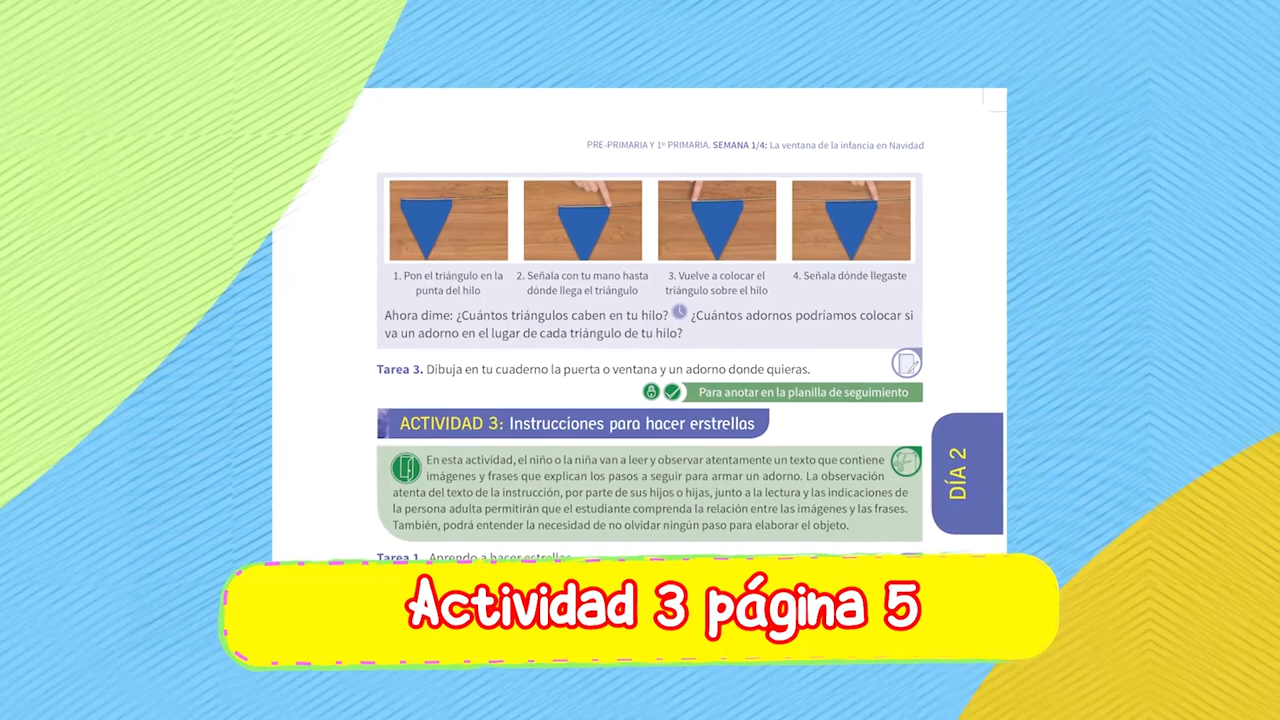 PRE-PRIMARIA Y 1º PRIMARIA. SEMANA 1/4: La ventana de la infancia en Navidad
1. Pon el triángulo en la
punta del hilo
2. Señala con tu mano hasta
dónde llega el triángulo
3. Vuelve a colocar el
triángulo sobre el hilo
4. Señala dónde llegaste
Ahora dime: ¿Cuántos triángulos caben en tu hilo? ¿Cuántos adornos podríamos colocar si
va un adorno en el lugar de cada triángulo de tu hilo?
Tarea 3. Dibuja en tu cuaderno la puerta o ventana y un adorno donde quieras.
Para anotar en la planilla de seguimiento
ACTIVIDAD 3: Instrucciones para hacer erstrellas
En esta actividad, el niño o la niña van a leer y observar atentamente un texto que contiene
imágenes y frases que explican los pasos a seguir para armar un adorno. La observación
atenta del texto de la instrucción, por parte de sus hijos o hijas, junto a la lectura y las indicaciones de
la persona adulta permitirán que el estudiante comprenda la relación entre las imágenes y las frases.
También, podrá entender la necesidad de no olvidar ningún paso para elaborar el objeto.
DÍA 2
Tarea 1. Aprendo a hacer estrellas
Actividad 3 página 5